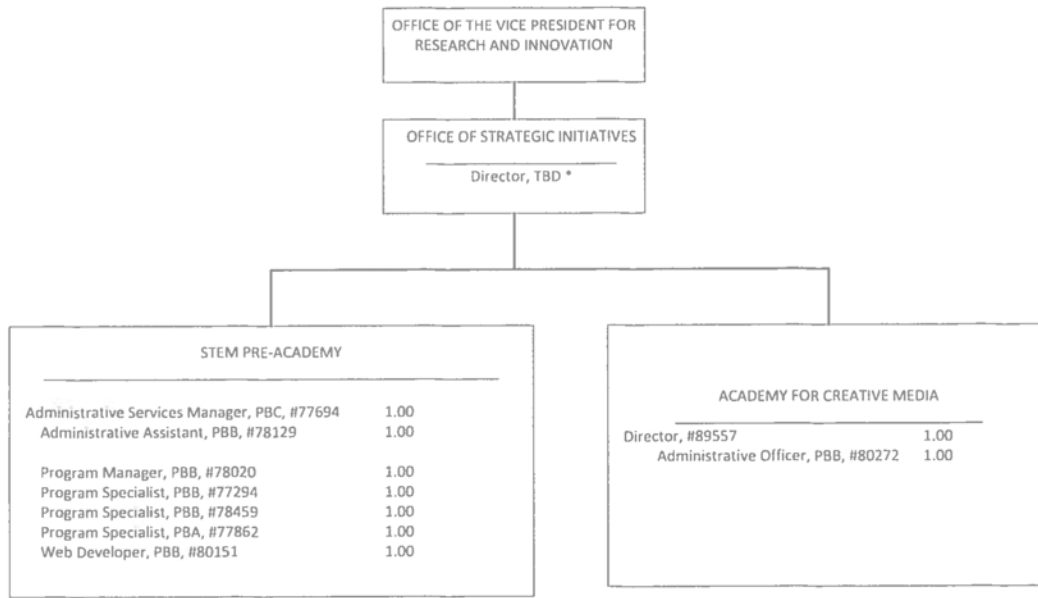 OFFICE OF THE VICE PRESIDENT FOR
RESEARCH AND INNOVATION
OFFICE OF STRATEGIC INITIATIVES
Director, TBD *
STEM PRE-ACADEMY
Administrative Services Manager, PBC, #77694 1.00
Administrative Assistant, PBB, #78129 1.00
Program Manager, PBB, #78020 1.00
Program Specialist, PBB, #77294 1.00
Program Specialist, PBB, #78459 1.00
Program Specialist, PBA, #77862 1.00
Web Developer, PBB, #80151 1.00
ACADEMY FOR CREATIVE MEDIA
Director, #89557 1.00
Administrative Officer, PBB, #80272 1.00